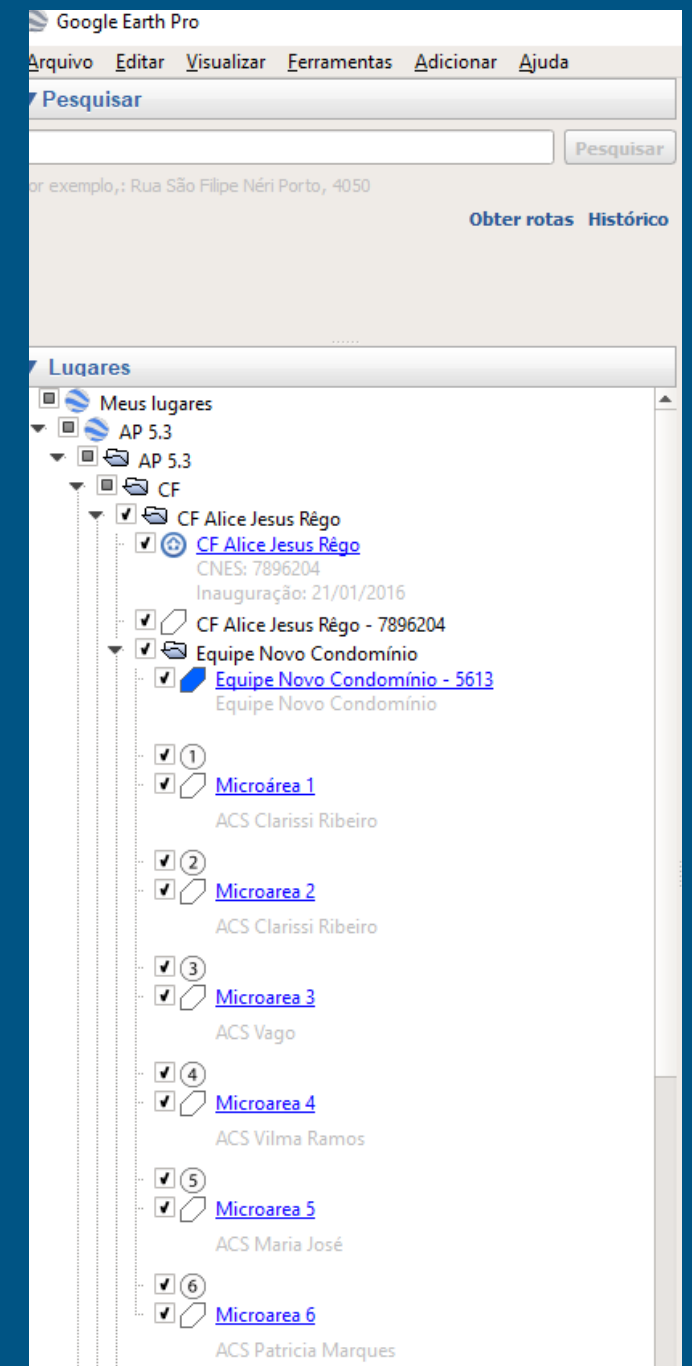 Google Earth Pro
Arquivo Editar Visualizar Ferramentas Adicionar Ajuda
Pesquisar
Pesquisar
or exemplo,: Rua São Filipe Néri Porto, 4050
Obter rotas Histórico
Lugares
Meus lugares
AP 5.3
AP 5.3
CF
CF Alice Jesus Rêgo
CF Alice Jesus Rêgo
CNES: 7896204
Inauguração: 21/01/2016
CF Alice Jesus Rêgo - 7896204
Equipe Novo Condomínio
Equipe Novo Condomínio - 5613
Equipe Novo Condomínio
1
Microárea 1
ACS Clarissi Ribeiro
2
Microarea 2
ACS Clarissi Ribeiro
3
Microarea 3
ACS Vago
4
Microarea 4
ACS Vilma Ramos
5
Microarea 5
ACS Maria José
6
Microarea 6
ACS Patricia Marques